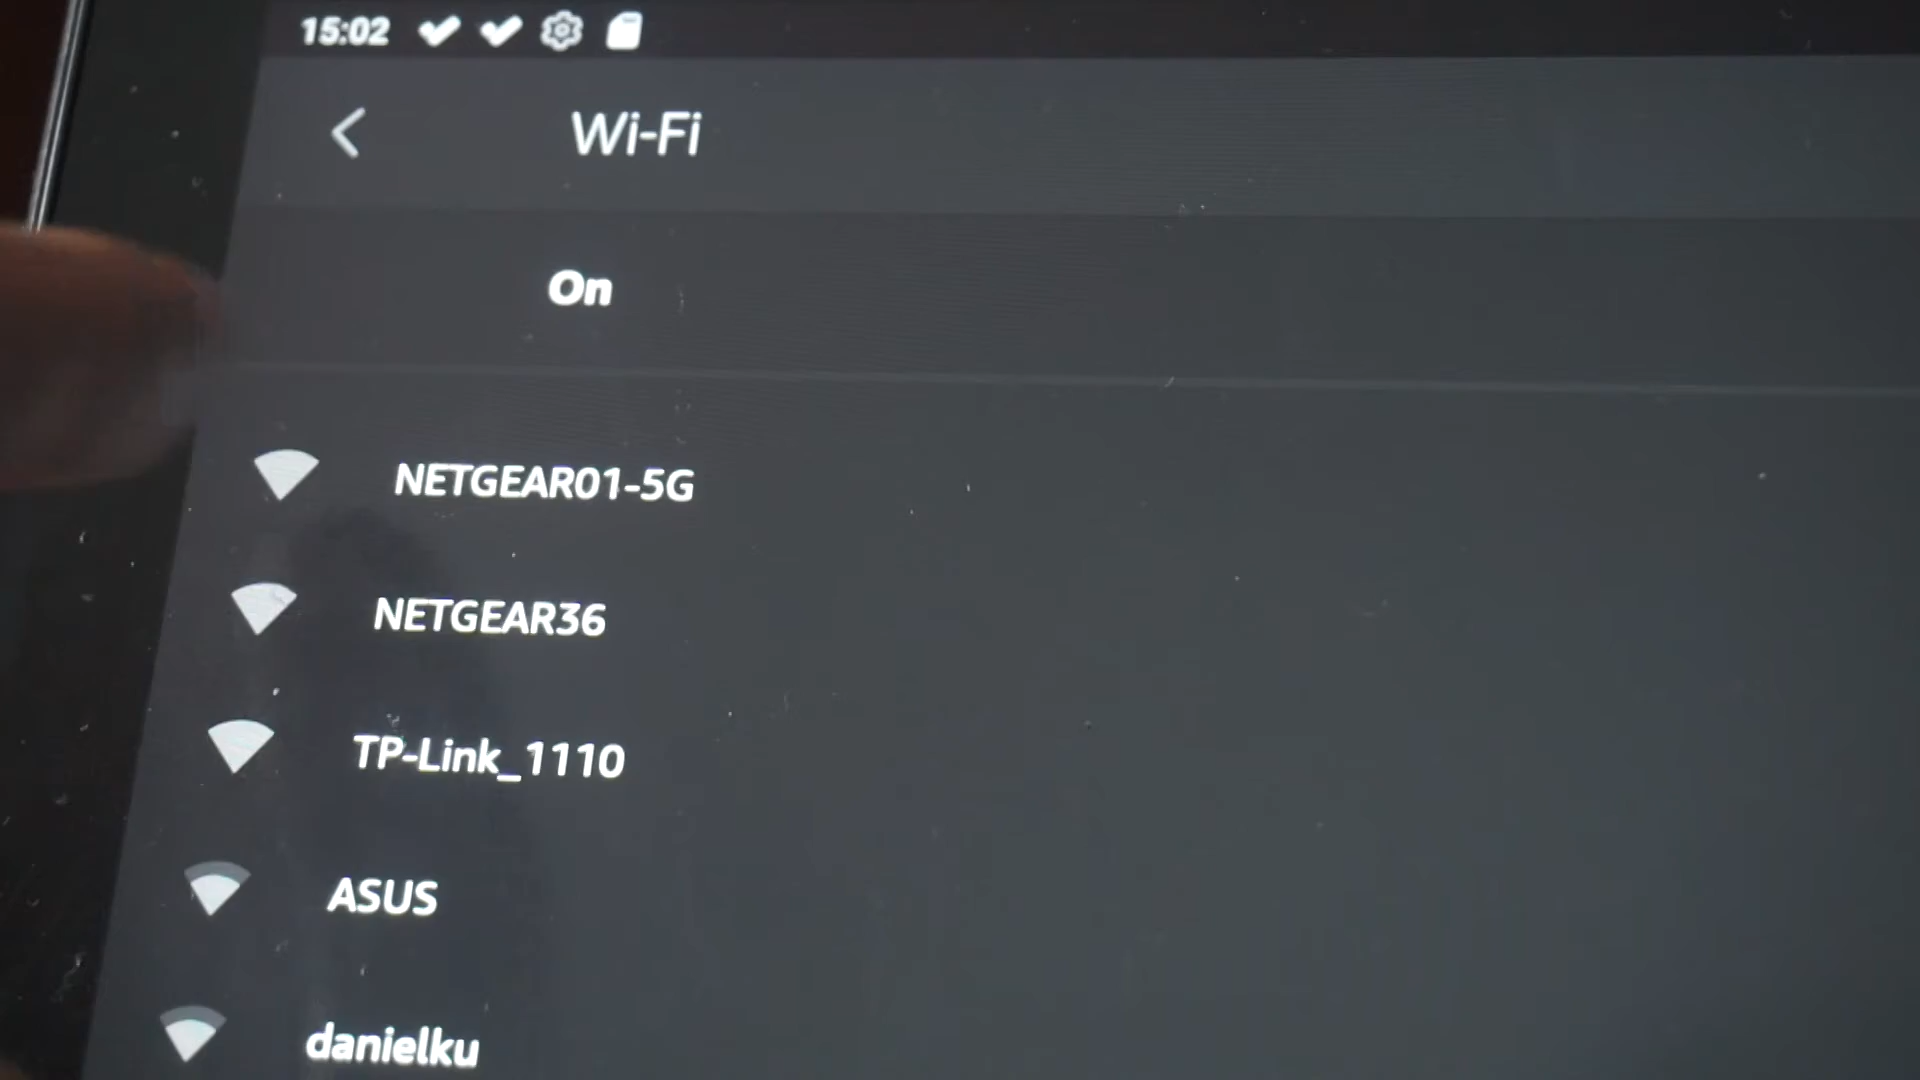 15:02
Wi-Fi
On
NETGEAR01-5G
NETGEAR36
TP-Link_1110
ASUS
danielku